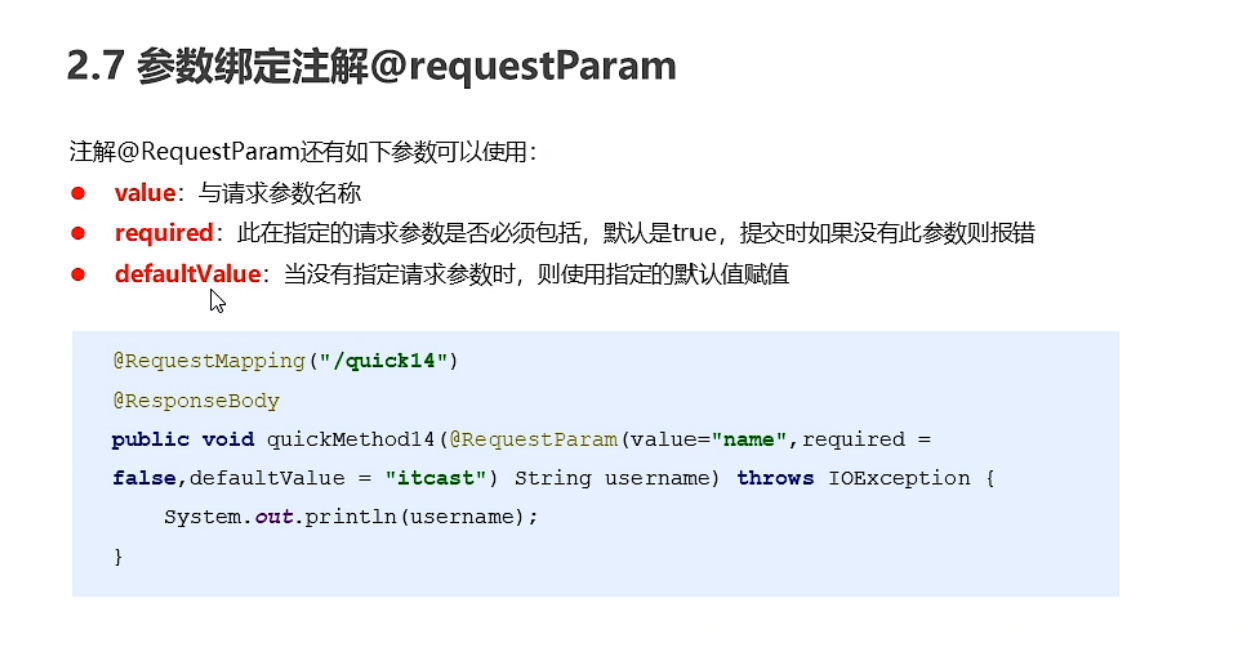 2.7 参数绑定注解@requestParam
注解@RequestParam还有如下参数可以使用：
● value：与请求参数名称
● required：此在指定的请求参数是否必须包括，默认是true，提交时如果没有此参数则报错
● defaultValue：当没有指定请求参数时，则使用指定的默认值赋值
@RequestMapping("/quick14")
@ResponseBody
public void quickMethod14(@RequestParam(value="name",required =
false,defaultValue = "itcast") String username) throws IOException {
    System.out.println(username);
}